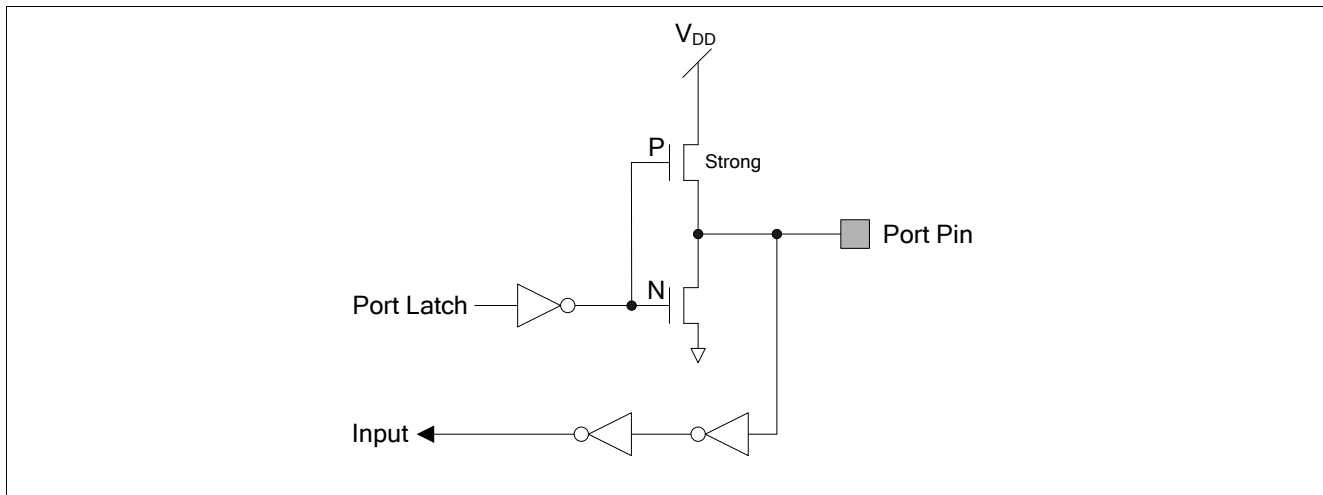 VDD
P
Strong
Port Pin
N
Port Latch
Input